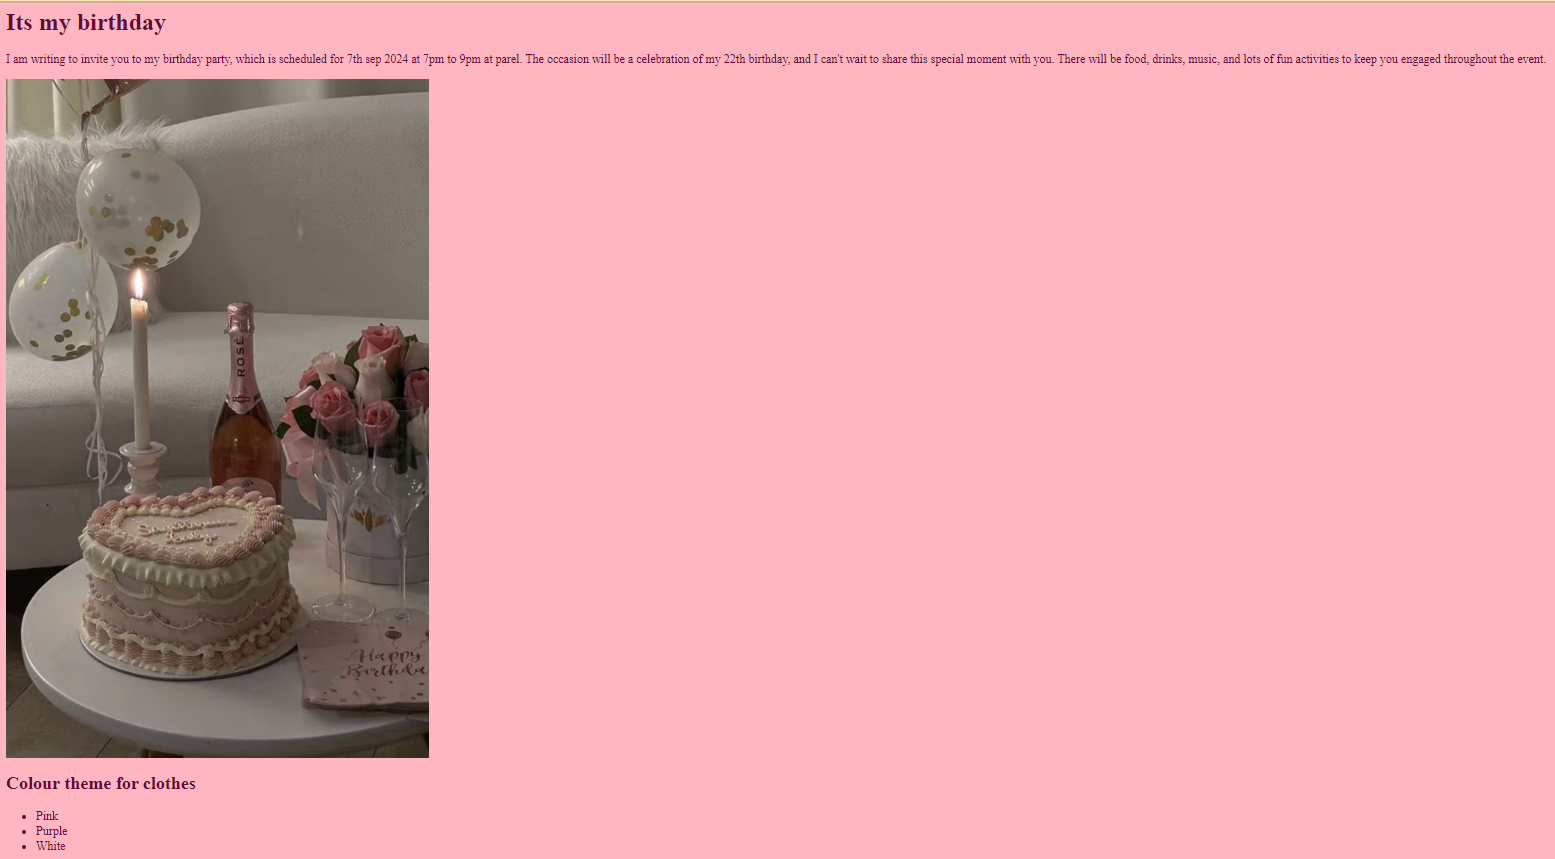 Its my birthday
I am writing to invite you to my birthday party, which is scheduled for 7th sep 2024 at 7pm to 9pm at parel. The occasion will be a celebration of my 22th birthday, and I can't wait to share this special moment with you. There will be food, drinks, music, and lots of fun activities to keep you engaged throughout the event.
ROSÉ
Happy
Birthda
Colour theme for clothes
Pink
Purple
White